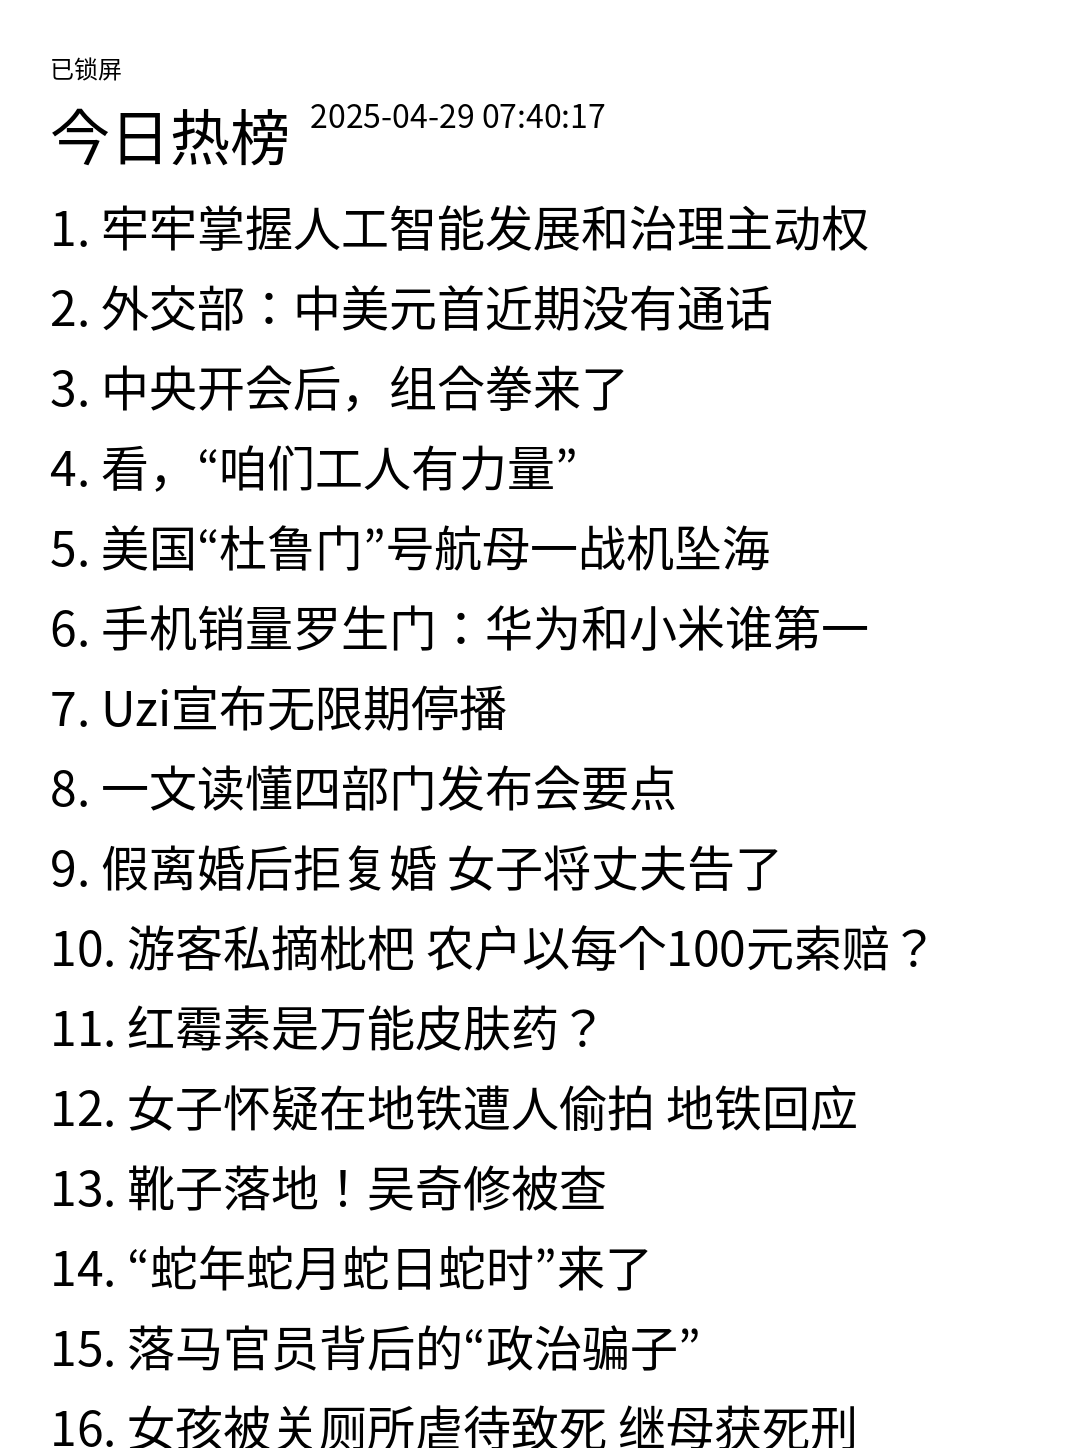 已锁屏
今日热榜 2025-04-29 07:40:17
1. 牢牢掌握人工智能发展和治理主动权
2. 外交部：中美元首近期没有通话
3. 中央开会后，组合拳来了
4. 看，“咱们工人有力量”
5. 美国“杜鲁门”号航母一战机坠海
6. 手机销量罗生门：华为和小米谁第一
7. Uzi宣布无限期停播
8. 一文读懂四部门发布会要点
9. 假离婚后拒复婚 女子将丈夫告了
10. 游客私摘枇杷 农户以每个100元索赔？
11. 红霉素是万能皮肤药？
12. 女子怀疑在地铁遭人偷拍 地铁回应
13. 靴子落地！吴奇修被查
14. “蛇年蛇月蛇日蛇时”来了
15. 落马官员背后的“政治骗子”
16. 女孩被关厕所虐待致死 继母获死刑